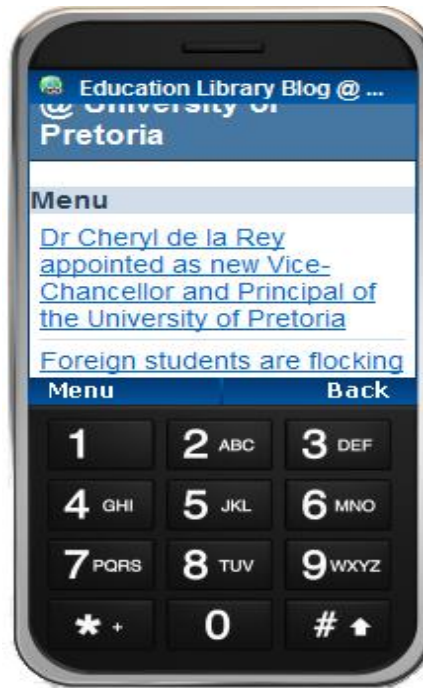 Education Library Blog @ ...
@ University of
Pretoria
Menu
Dr Cheryl de la Rey
appointed as new Vice-
Chancellor and Principal of
the University of Pretoria
Foreign students are flocking
Menu Back
1 2 ABC 3 DEF
4 GHI 5 JKL 6 MNO
7 PQRS 8 TUV 9 WXYZ
* + 0 #